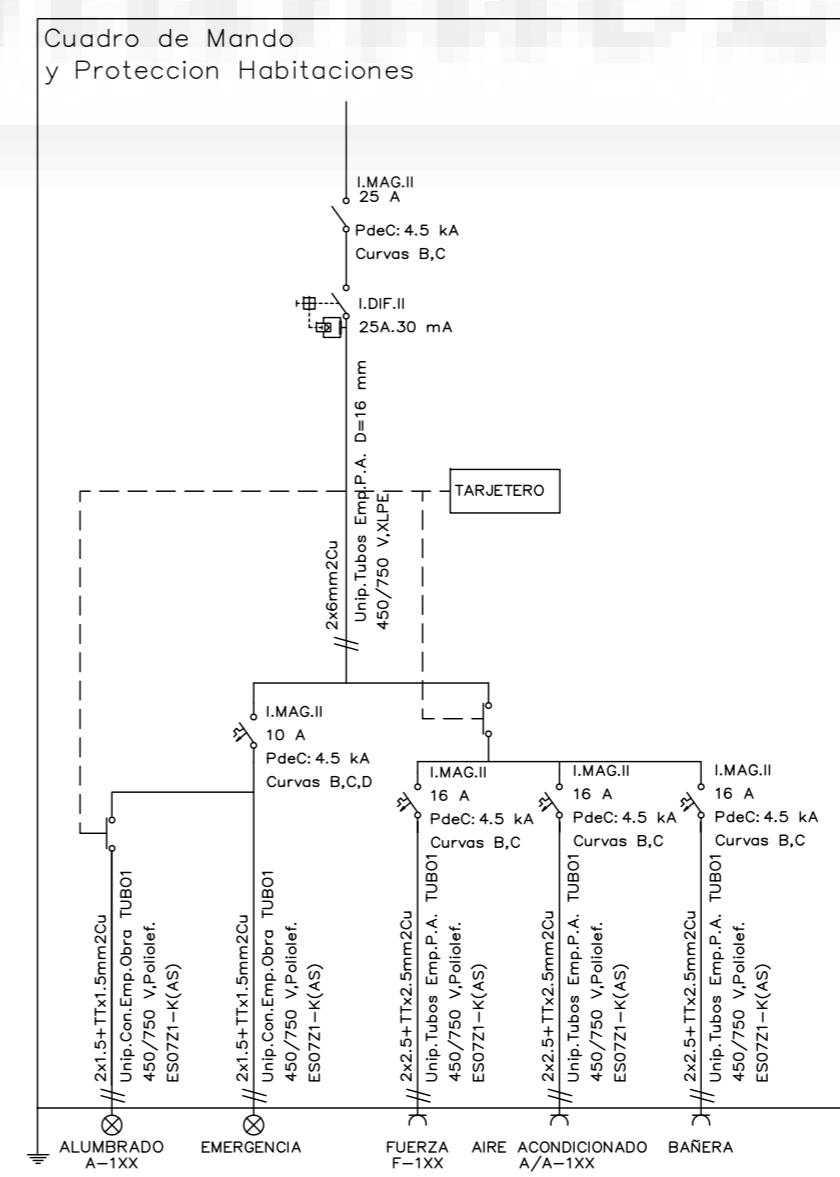 Cuadro de Mando
y Proteccion Habitaciones
I.MAG.II
25 A
PdeC: 4.5 kA
Curvas B,C
I.DIF.II
25A.30 mA
2x6mm2Cu
Unip.Tubos Emp.P.A. D=16 mm
450/750 V,XLPE
TARJETERO
I.MAG.II
10 A
PdeC: 4.5 kA
Curvas B,C,D
I.MAG.II
16 A
PdeC: 4.5 kA
Curvas B,C
I.MAG.II
16 A
PdeC: 4.5 kA
Curvas B,C
I.MAG.II
16 A
PdeC: 4.5 kA
Curvas B,C
2x1.5+TTx1.5mm2Cu
Unip.Con.Emp.Obra TUBO1
450/750 V,Poliolef.
ES07Z1-K(AS)
2x1.5+TTx1.5mm2Cu
Unip.Con.Emp.Obra TUBO1
450/750 V,Poliolef.
ES07Z1-K(AS)
2x2.5+TTx2.5mm2Cu
Unip.Tubos Emp.P.A. TUBO1
450/750 V,Poliolef.
ES07Z1-K(AS)
2x2.5+TTx2.5mm2Cu
Unip.Tubos Emp.P.A. TUBO1
450/750 V,Poliolef.
ES07Z1-K(AS)
2x2.5+TTx2.5mm2Cu
Unip.Tubos Emp.P.A. TUBO1
450/750 V,Poliolef.
ES07Z1-K(AS)
ALUMBRADO
A-1XX
EMERGENCIA
FUERZA
F-1XX
AIRE ACONDICIONADO
A/A-1XX
BAÑERA